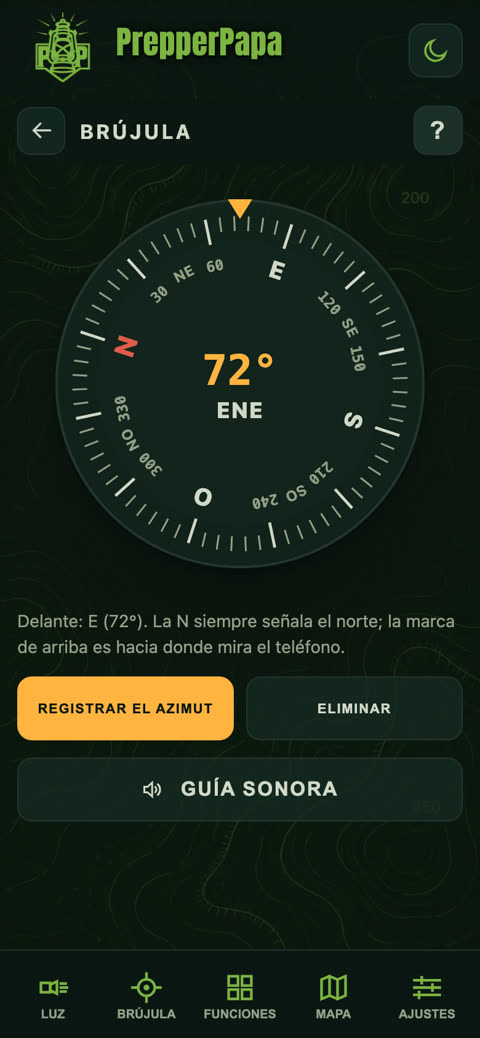 PrepperPapa
BRÚJULA
?
200
N
30
NE
60
E
120
SE
150
S
210
SO
240
O
300
NO
330
72°
ENE
Delante: E (72°). La N siempre señala el norte; la marca
de arriba es hacia donde mira el teléfono.
REGISTRAR EL AZIMUT
ELIMINAR
GUÍA SONORA
LUZ
BRÚJULA
FUNCIONES
MAPA
AJUSTES